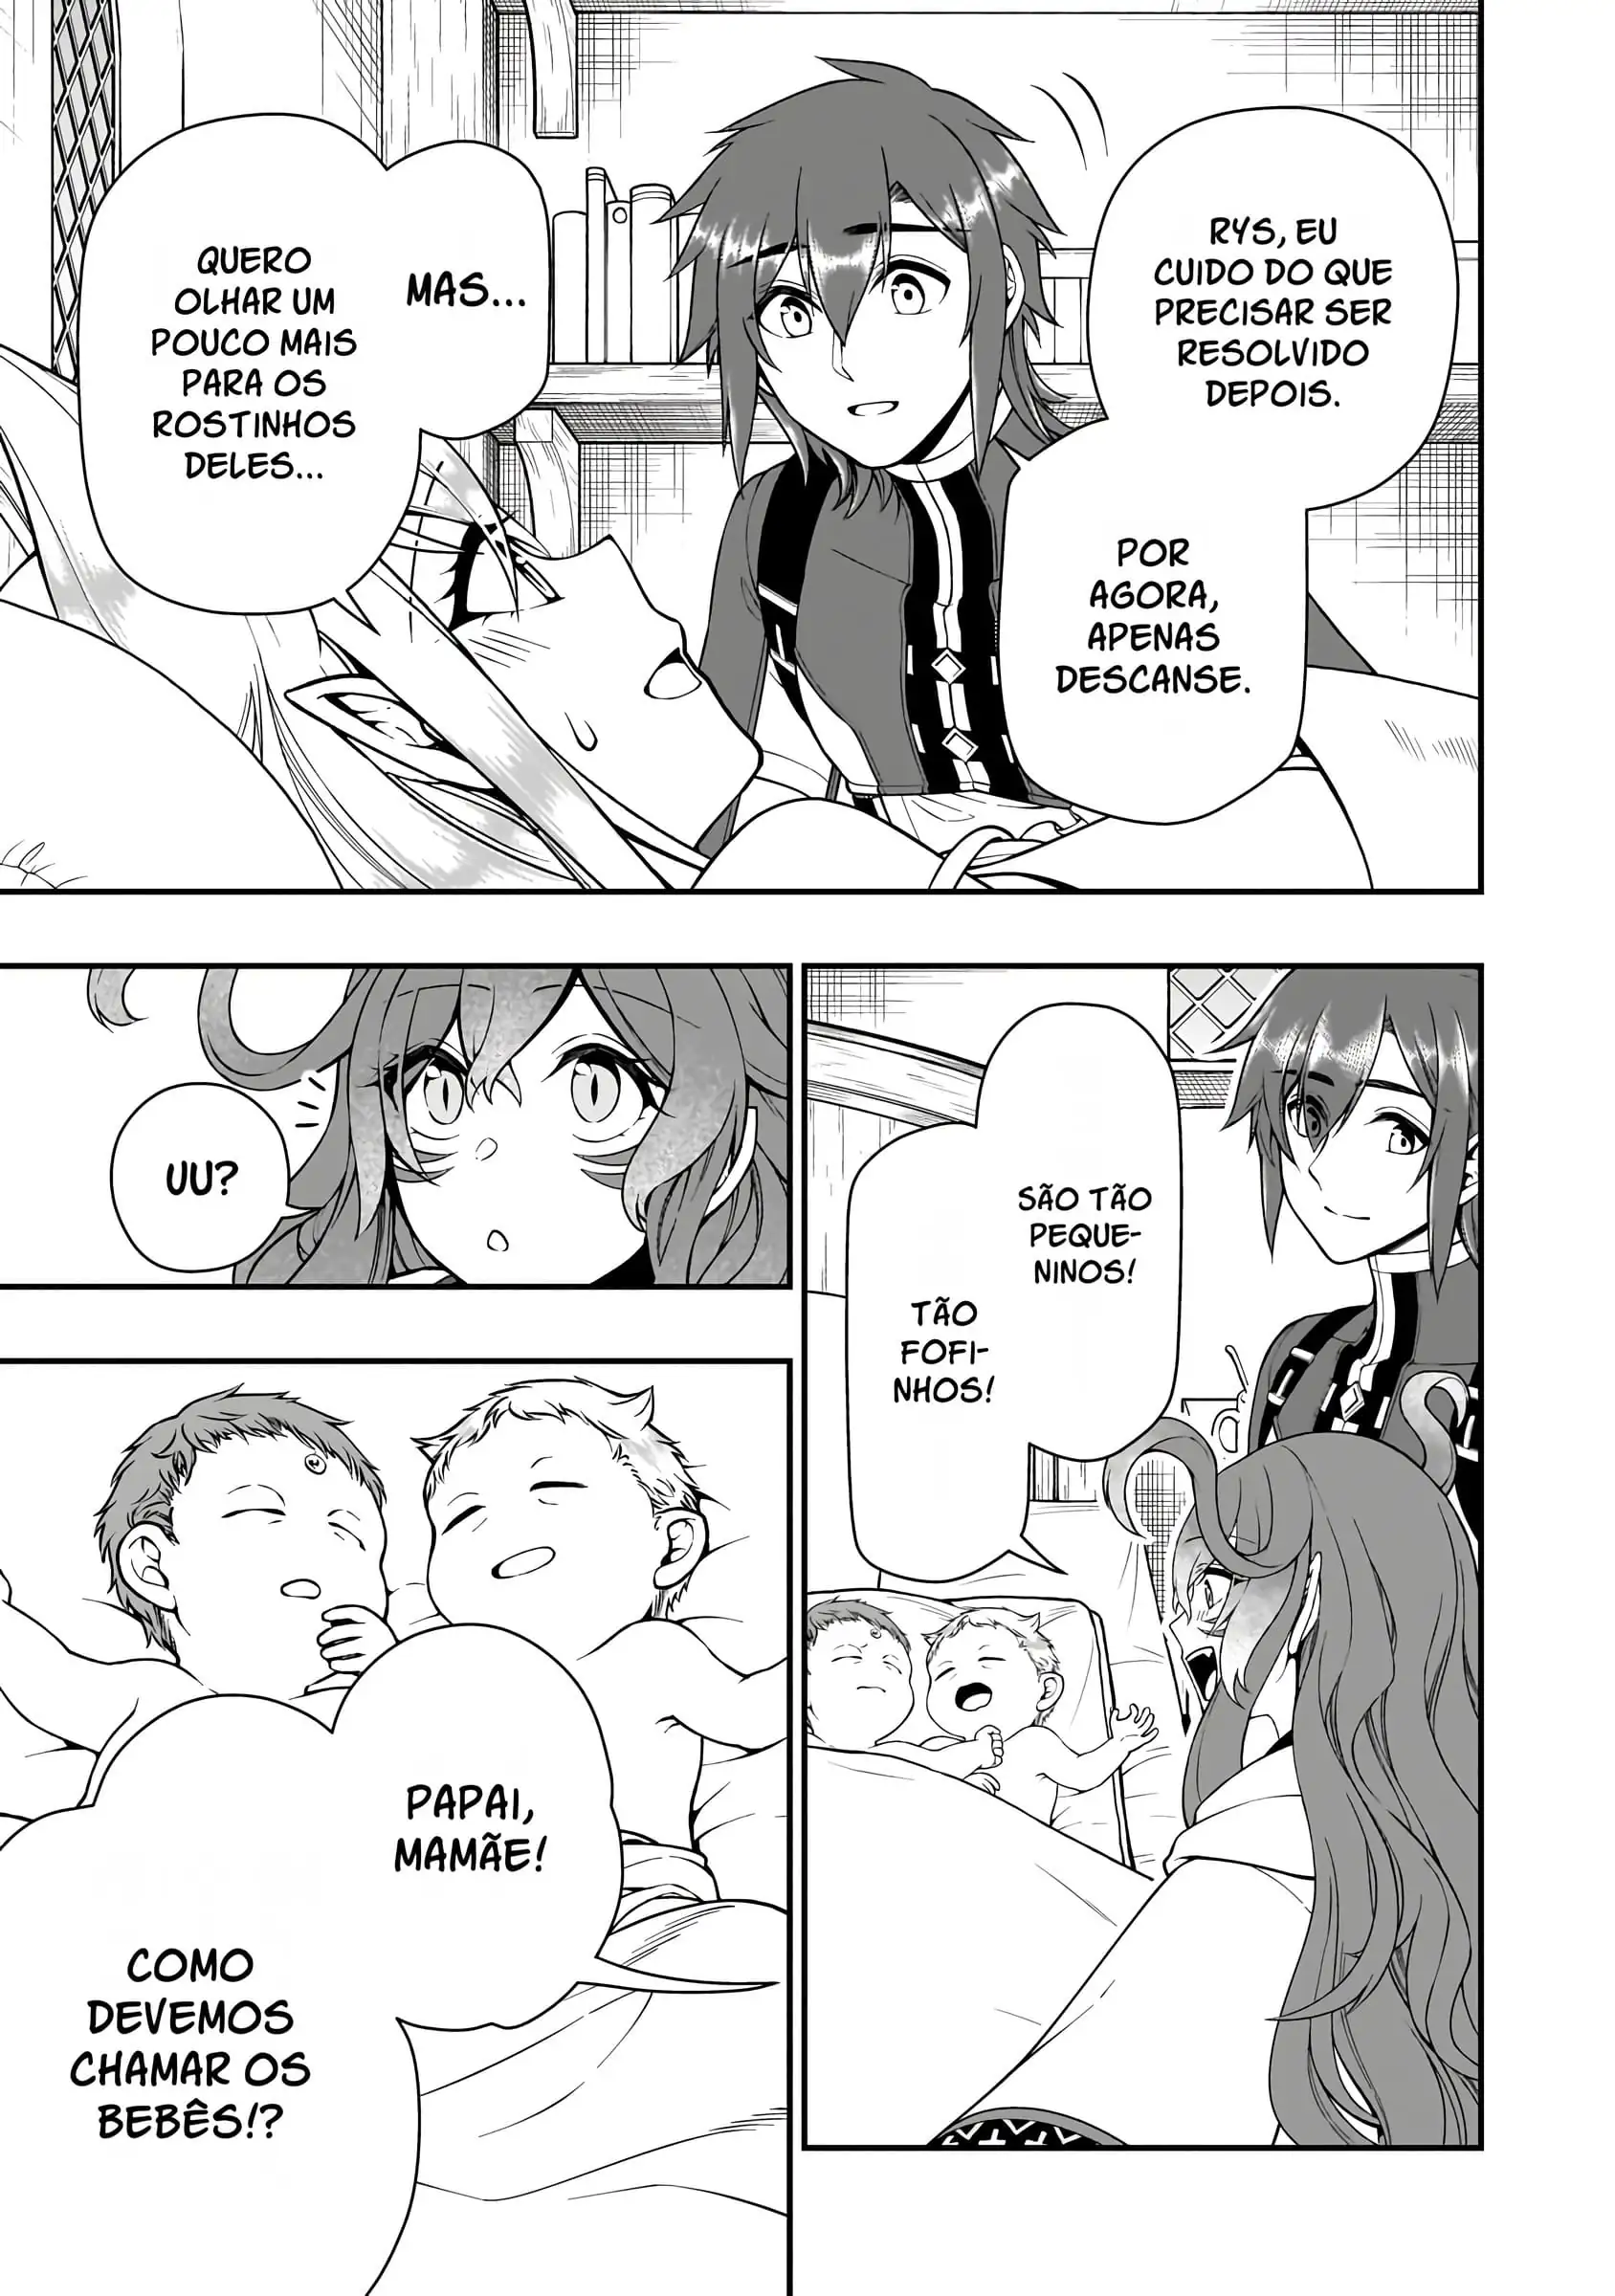 RYS, EU
CUIDO DO QUE
PRECISAR SER
RESOLVIDO
DEPOIS.
POR
AGORA,
APENAS
DESCANSE.
MAS...
QUERO
OLHAR UM
POUCO MAIS
PARA OS
ROSTINHOS
DELES...
SÃO TÃO
PEQUE-
NINOS!
TÃO
FOFI-
NHOS!
UU?
PAPAI,
MAMÃE!
COMO
DEVEMOS
CHAMAR OS
BEBÊS!?